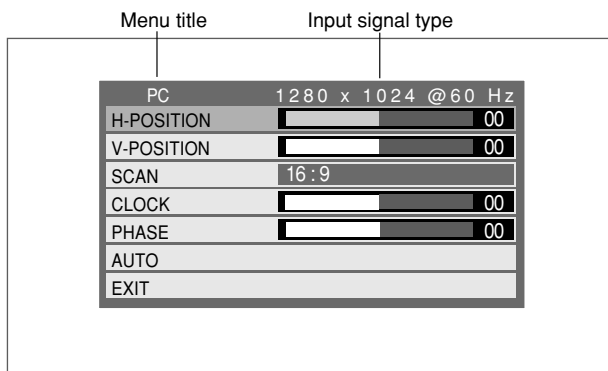 Menu title Input signal type
PC 1280 x 1024 @60 Hz
H-POSITION 00
V-POSITION 00
SCAN 16:9
CLOCK 00
PHASE 00
AUTO
EXIT